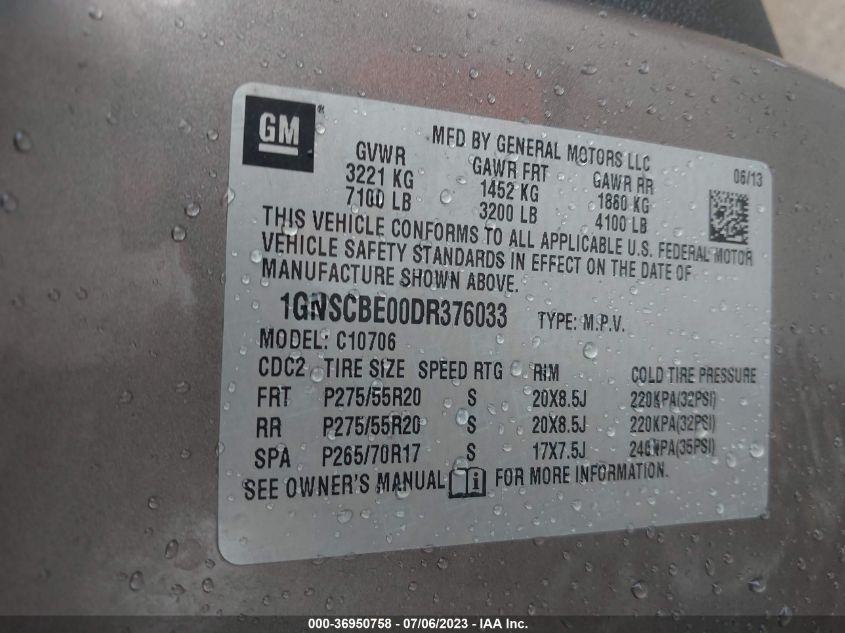 GM ®
MFD BY GENERAL MOTORS LLC
GVWR GAWR FRT GAWR RR 06/13
3221 KG 1452 KG 1860 KG
7100 LB 3200 LB 4100 LB
THIS VEHICLE CONFORMS TO ALL APPLICABLE U.S. FEDERAL MOTOR
VEHICLE SAFETY STANDARDS IN EFFECT ON THE DATE OF
MANUFACTURE SHOWN ABOVE.
1GNSCBE00DR376033 TYPE: M.P.V.
MODEL: C10706
CDC2 TIRE SIZE SPEED RTG RIM COLD TIRE PRESSURE
FRT P275/55R20 S 20X8.5J 220KPA(32PSI)
RR P275/55R20 S 20X8.5J 220KPA(32PSI)
SPA P265/70R17 S 17X7.5J 240KPA(35PSI)
SEE OWNER'S MANUAL i FOR MORE INFORMATION.
000-36950758 - 07/06/2023 - IAA Inc.